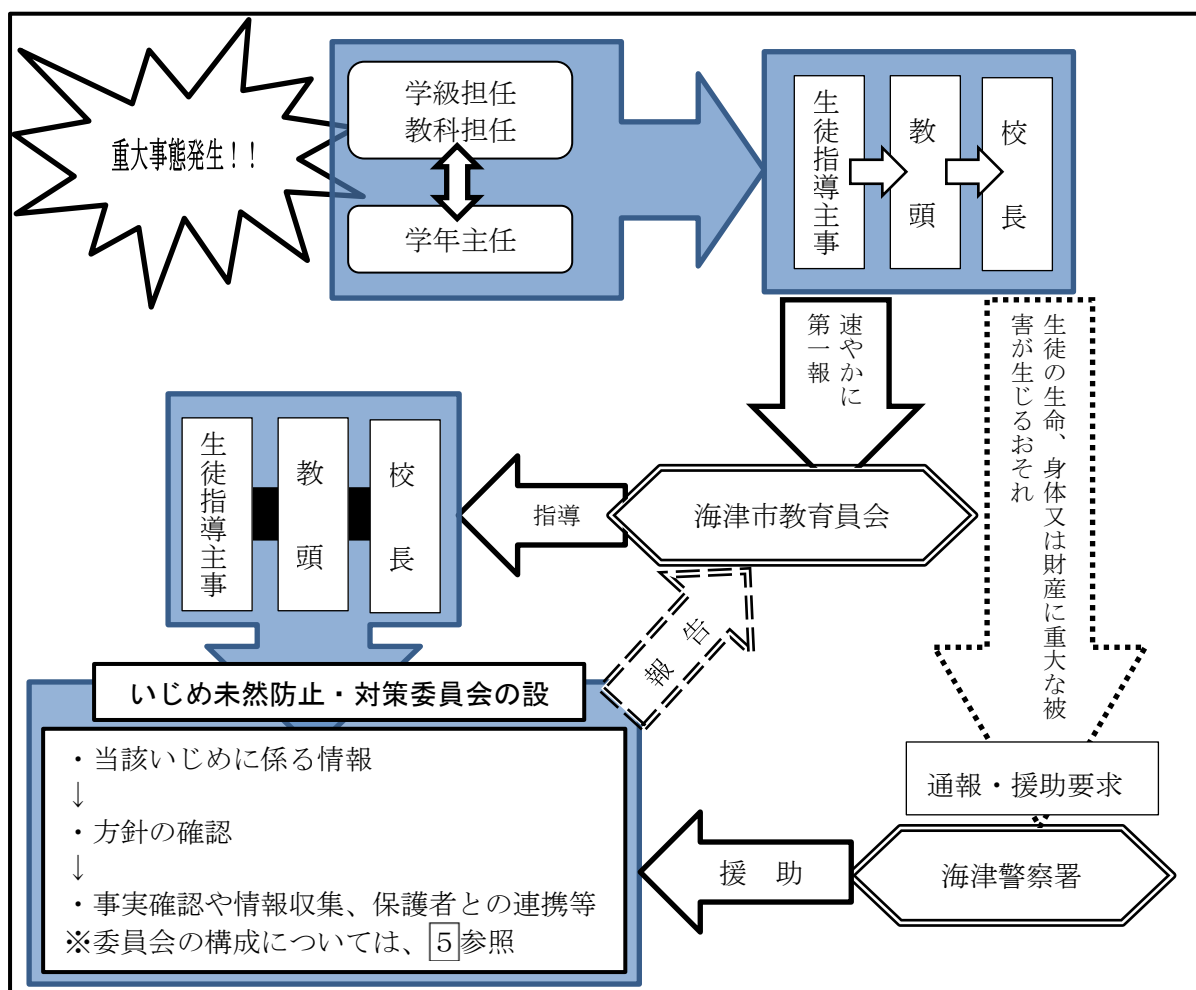 重大事態発生！！
学級担任
教科担任
学年主任
生徒指導主事
教頭
校長
速やかに
第一報
生徒の生命、身体又は財産に重大な被
害が生じるおそれ
生徒指導主事
教頭
校長
指導
海津市教育員会
報告
いじめ未然防止・対策委員会の設
・当該いじめに係る情報
↓
・方針の確認
↓
・事実確認や情報収集、保護者との連携等
※委員会の構成については、5参照
通報・援助要求
援　助
海津警察署